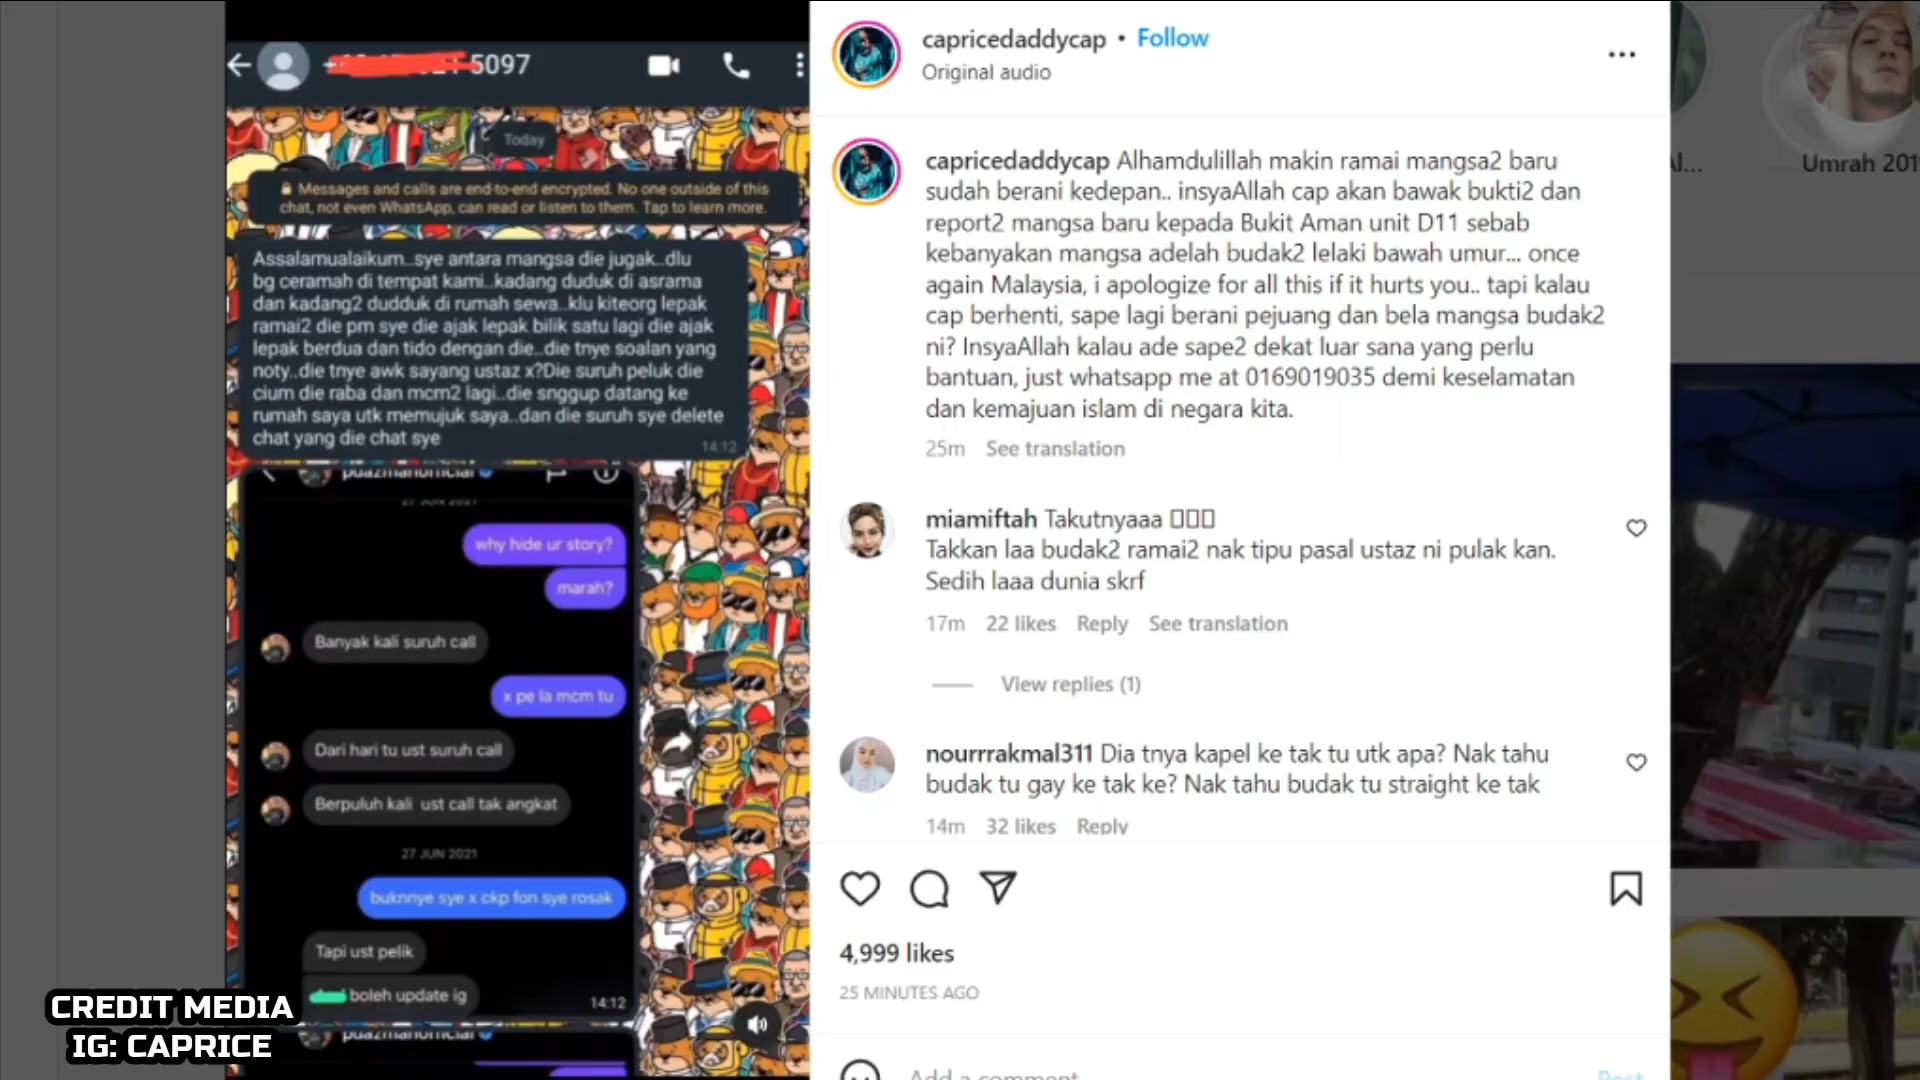 5097
Today
Messages and calls are end-to-end encrypted. No one outside of this
chat, not even WhatsApp, can read or listen to them. Tap to learn more.
Assalamualaikum..sye antara mangsa die jugak..dlu
bg ceramah di tempat kami..kadang duduk di asrama
dan kadang2 dudduk di rumah sewa..klu kiteorg lepak
ramai2 die pm sye die ajak lepak bilik satu lagi die ajak
lepak berdua dan tido dengan die..die tnye soalan yang
noty..die tnye awk sayang ustaz x?Die suruh peluk die
cium die raba dan mcm2 lagi..die snggup datang ke
rumah saya utk memujuk saya..dan die suruh sye delete
chat yang die chat sye
14:12
27 JUN 2021
why hide ur story?
marah?
Banyak kali suruh call
x pe la mcm tu
Dari hari tu ust suruh call
Berpuluh kali ust call tak angkat
27 JUN 2021
buknnye sye x ckp fon sye rosak
Tapi ust pelik
boleh update ig
14:12
CREDIT MEDIA
IG: CAPRICE
capricedaddycap • Follow
Original audio
capricedaddycap Alhamdulillah makin ramai mangsa2 baru
sudah berani kedepan.. insyaAllah cap akan bawak bukti2 dan
report2 mangsa baru kepada Bukit Aman unit D11 sebab
kebanyakan mangsa adelah budak2 lelaki bawah umur... once
again Malaysia, i apologize for all this if it hurts you.. tapi kalau
cap berhenti, sape lagi berani pejuang dan bela mangsa budak2
ni? InsyaAllah kalau ade sape2 dekat luar sana yang perlu
bantuan, just whatsapp me at 0169019035 demi keselamatan
dan kemajuan islam di negara kita.
25m See translation
miamiftah Takutnyaaa
Takkan laa budak2 ramai2 nak tipu pasal ustaz ni pulak kan.
Sedih laaa dunia skrf
17m 22 likes Reply See translation
View replies (1)
nourrrakmal311 Dia tnya kapel ke tak tu utk apa? Nak tahu
budak tu gay ke tak ke? Nak tahu budak tu straight ke tak
14m 32 likes Reply
4,999 likes
25 MINUTES AGO
Add a comment
Post
Umrah 201